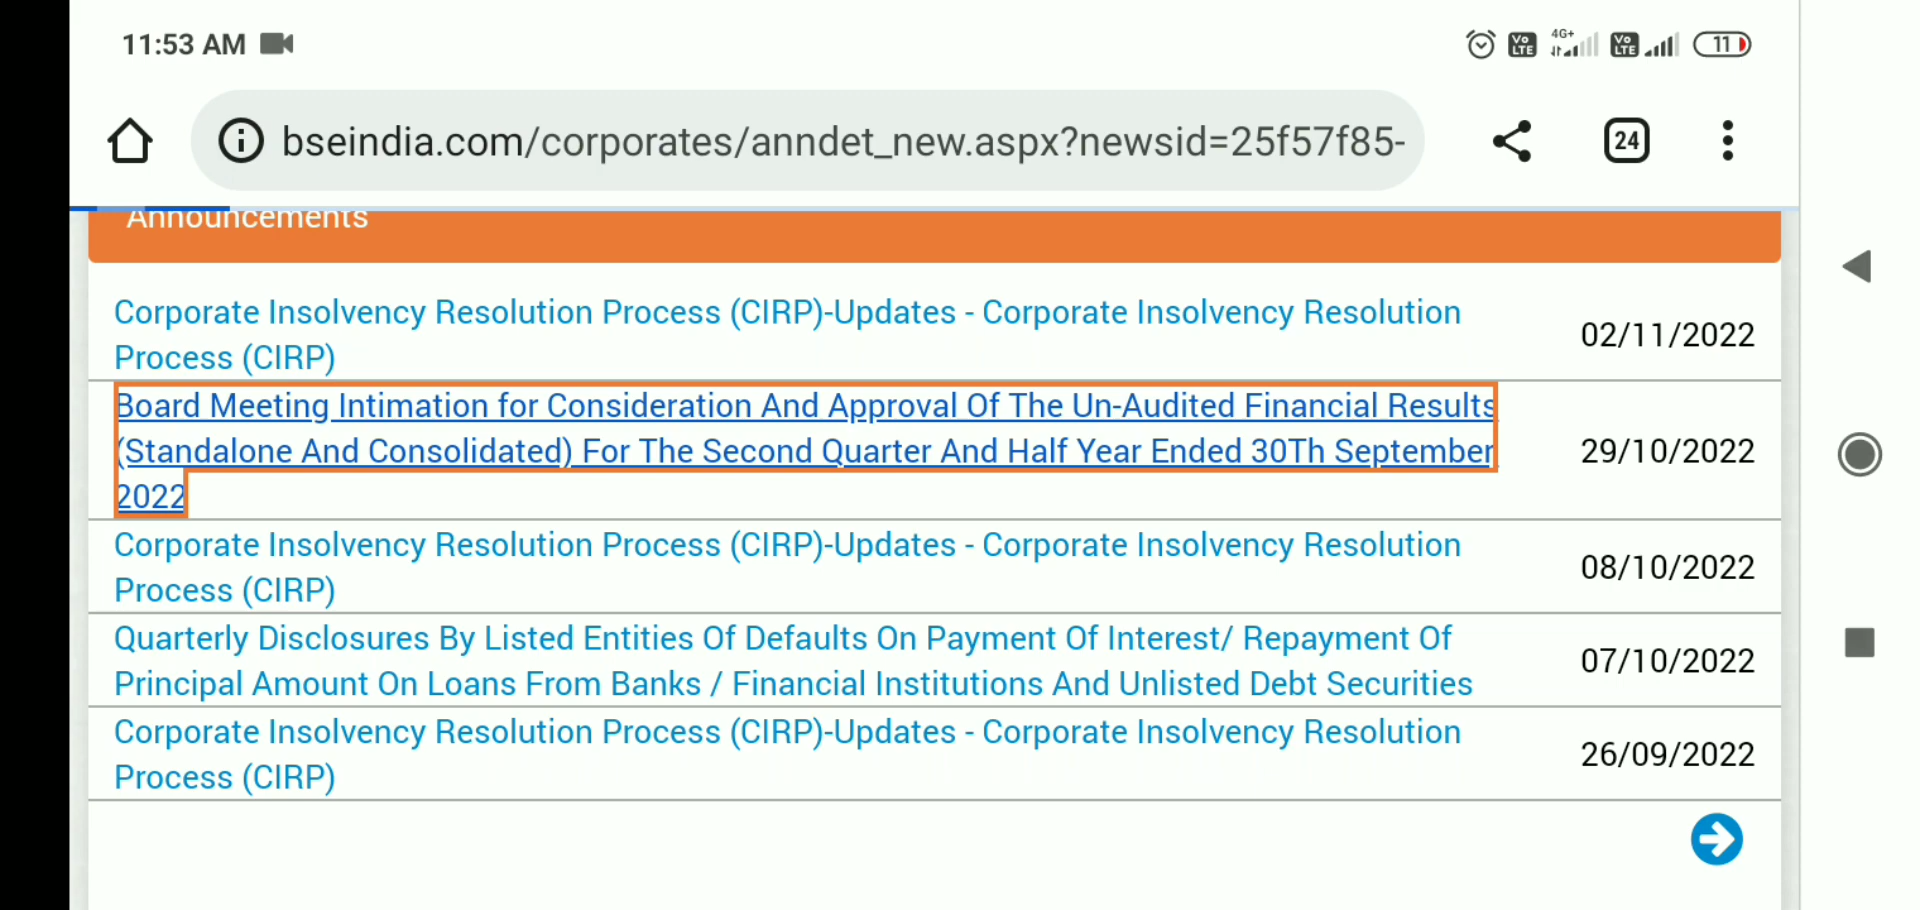 11:53 AM
4G+
Vo LTE
Vo LTE
11
bseindia.com/corporates/anndet_new.aspx?newsid=25f57f85-
24
Announcements
Corporate Insolvency Resolution Process (CIRP)-Updates - Corporate Insolvency Resolution
Process (CIRP)
02/11/2022
Board Meeting Intimation for Consideration And Approval Of The Un-Audited Financial Results
(Standalone And Consolidated) For The Second Quarter And Half Year Ended 30Th September
2022
29/10/2022
Corporate Insolvency Resolution Process (CIRP)-Updates - Corporate Insolvency Resolution
Process (CIRP)
08/10/2022
Quarterly Disclosures By Listed Entities Of Defaults On Payment Of Interest/ Repayment Of
Principal Amount On Loans From Banks / Financial Institutions And Unlisted Debt Securities
07/10/2022
Corporate Insolvency Resolution Process (CIRP)-Updates - Corporate Insolvency Resolution
Process (CIRP)
26/09/2022